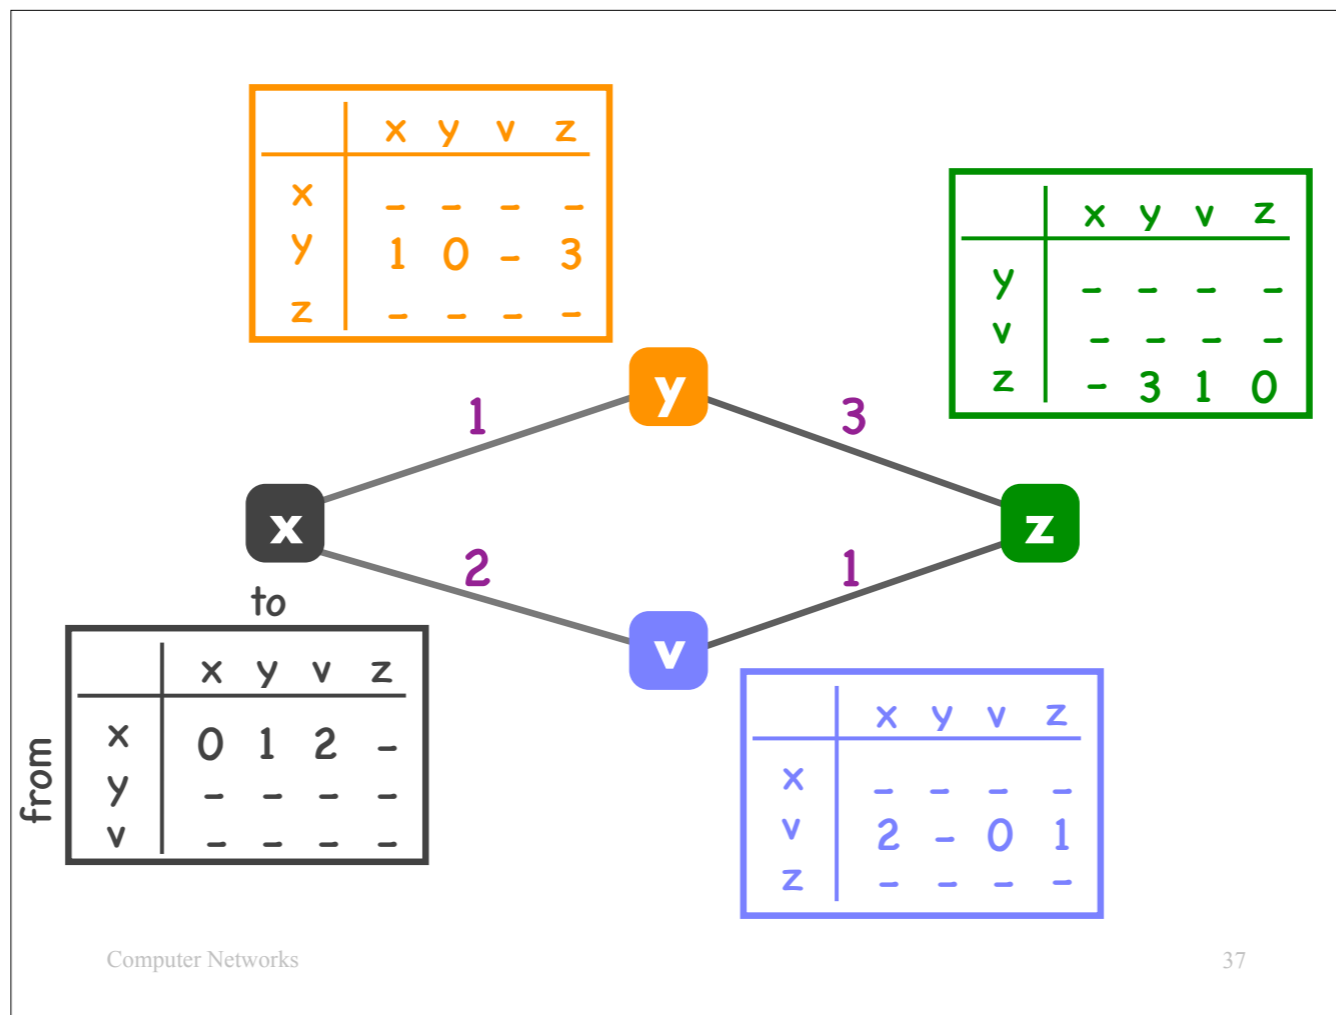 x y v z
x - - - -
y 1 0 - 3
z - - - -
x y v z
y - - - -
v - - - -
z - 3 1 0
y
1
3
x
z
2
1
to
v
from
x y v z
x 0 1 2 -
y - - - -
v - - - -
x y v z
x - - - -
v 2 - 0 1
z - - - -
Computer Networks
37